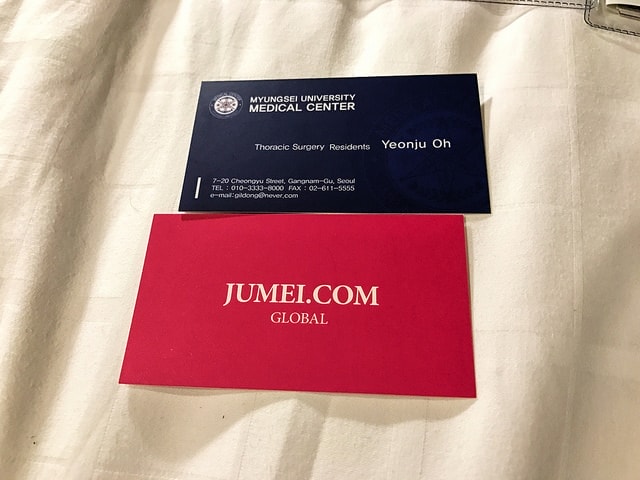 MYUNGSEI UNIVERSITY
MEDICAL CENTER
Thoracic Surgery Residents Yeonju Oh
7-20 Cheongyu Street, Gangnam-Gu, Seoul
TEL : 010-3333-8000 FAX : 02-611-5555
e-mail:gildong@never.com
JUMEI.COM
GLOBAL